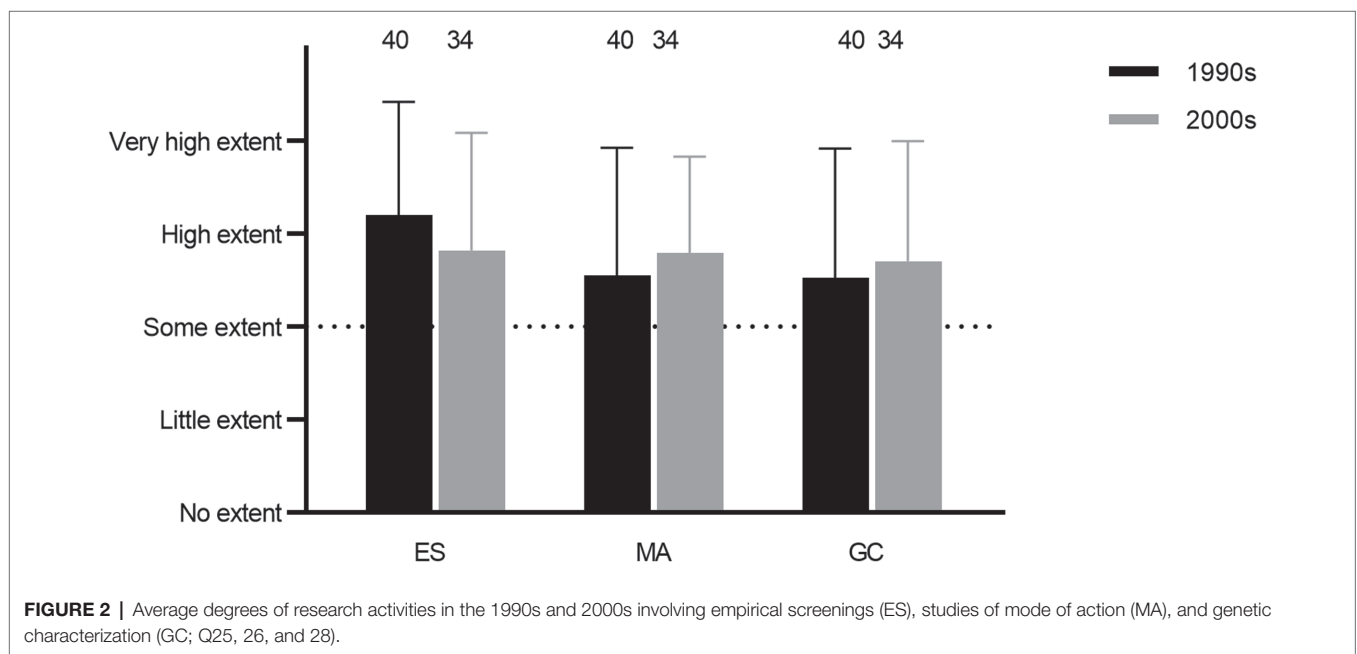 40 34 40 34 40 34
1990s
2000s
Very high extent
High extent
Some extent
Little extent
No extent
ES MA GC
FIGURE 2 | Average degrees of research activities in the 1990s and 2000s involving empirical screenings (ES), studies of mode of action (MA), and genetic
characterization (GC; Q25, 26, and 28).